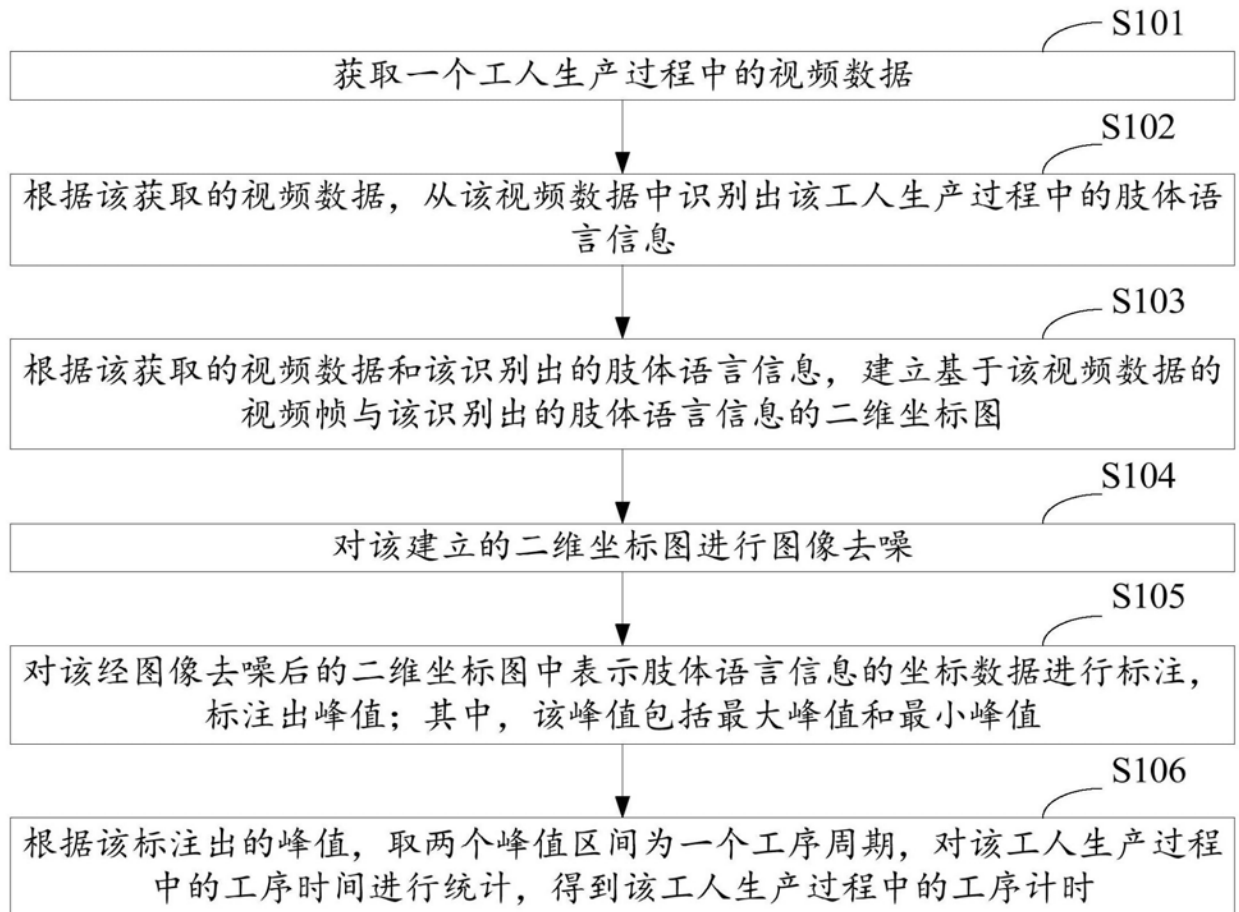 S101
获取一个工人生产过程中的视频数据
S102
根据该获取的视频数据，从该视频数据中识别出该工人生产过程中的肢体语
言信息
S103
根据该获取的视频数据和该识别出的肢体语言信息，建立基于该视频数据的
视频帧与该识别出的肢体语言信息的二维坐标图
S104
对该建立的二维坐标图进行图像去噪
S105
对该经图像去噪后的二维坐标图中表示肢体语言信息的坐标数据进行标注，
标注出峰值；其中，该峰值包括最大峰值和最小峰值
S106
根据该标注出的峰值，取两个峰值区间为一个工序周期，对该工人生产过程
中的工序时间进行统计，得到该工人生产过程中的工序计时